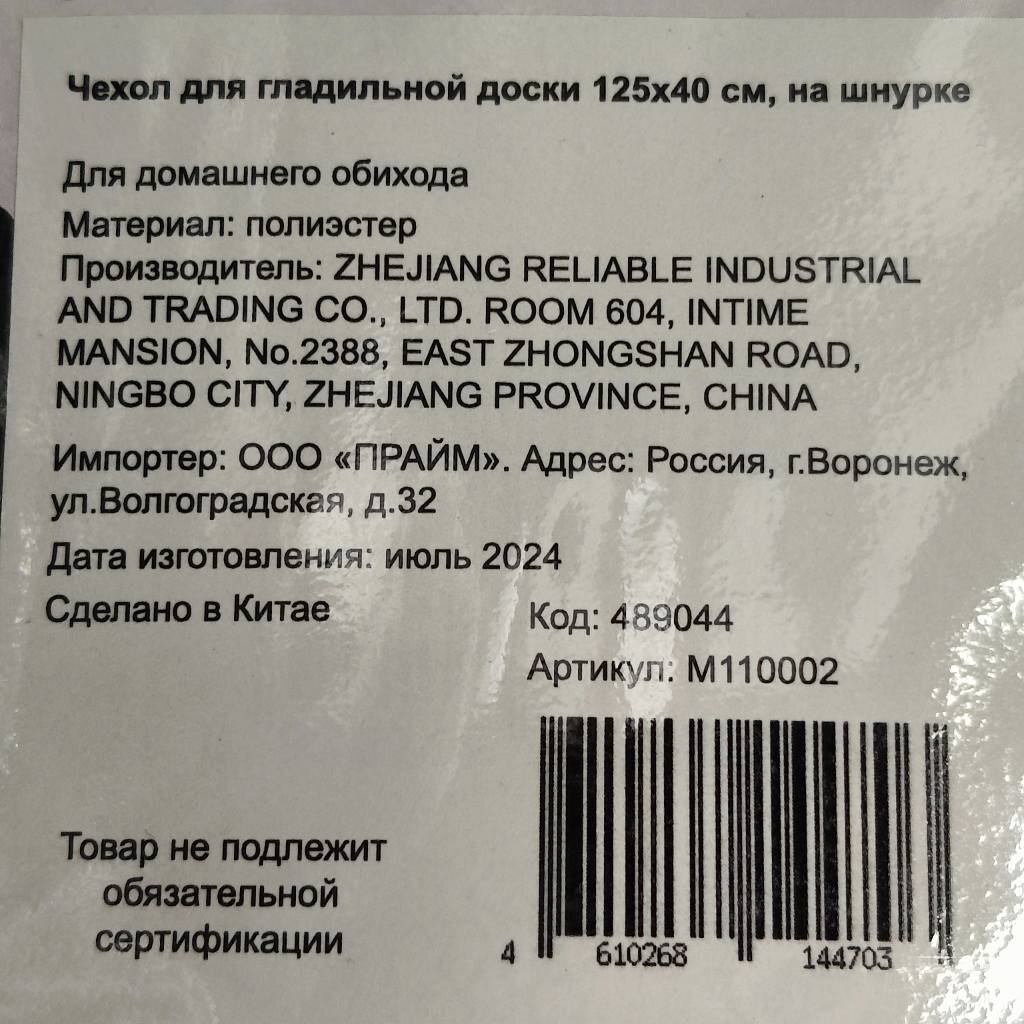 Чехол для гладильной доски 125х40 см, на шнурке
Для домашнего обихода
Материал: полиэстер
Производитель: ZHEJIANG RELIABLE INDUSTRIAL
AND TRADING CO., LTD. ROOM 604, INTIME
MANSION, No.2388, EAST ZHONGSHAN ROAD,
NINGBO CITY, ZHEJIANG PROVINCE, CHINA
Импортер: ООО «ПРАЙМ». Адрес: Россия, г.Воронеж,
ул.Волгоградская, д.32
Дата изготовления: июль 2024
Сделано в Китае
Код: 489044
Артикул: М110002
Товар не подлежит
обязательной
сертификации
4 610268 144703